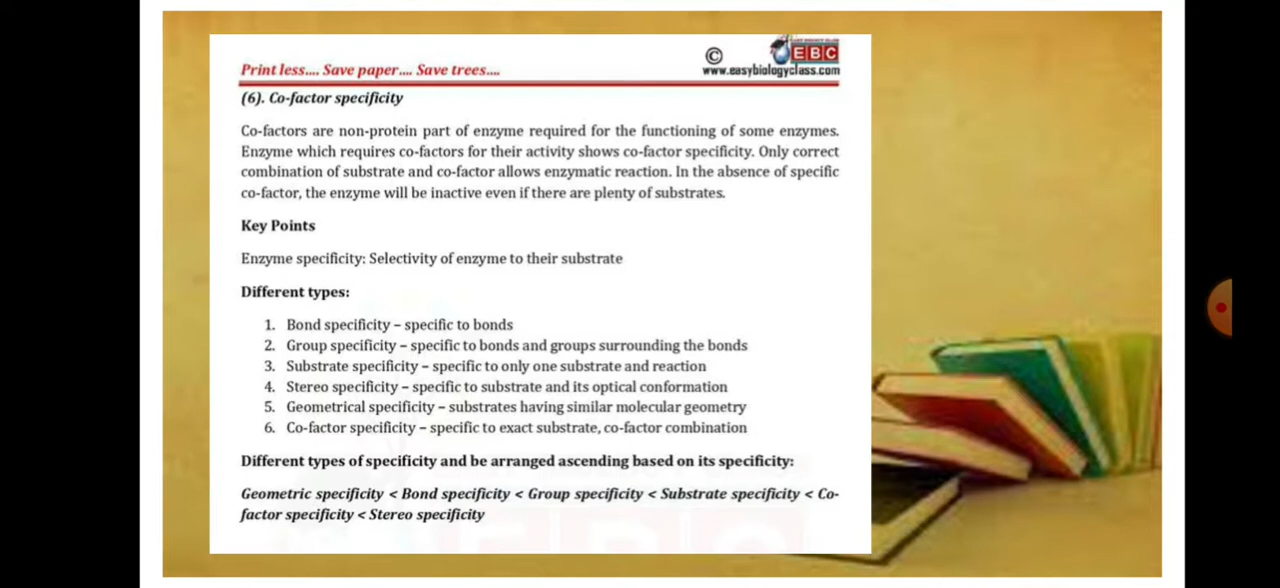 Print less.... Save paper.... Save trees....
©
EBC
www.easybiologyclass.com
(6). Co-factor specificity
Co-factors are non-protein part of enzyme required for the functioning of some enzymes.
Enzyme which requires co-factors for their activity shows co-factor specificity. Only correct
combination of substrate and co-factor allows enzymatic reaction. In the absence of specific
co-factor, the enzyme will be inactive even if there are plenty of substrates.
Key Points
Enzyme specificity: Selectivity of enzyme to their substrate
Different types:
1. Bond specificity – specific to bonds
2. Group specificity – specific to bonds and groups surrounding the bonds
3. Substrate specificity – specific to only one substrate and reaction
4. Stereo specificity – specific to substrate and its optical conformation
5. Geometrical specificity – substrates having similar molecular geometry
6. Co-factor specificity – specific to exact substrate, co-factor combination
Different types of specificity and be arranged ascending based on its specificity:
Geometric specificity < Bond specificity < Group specificity < Substrate specificity < Co-
factor specificity < Stereo specificity